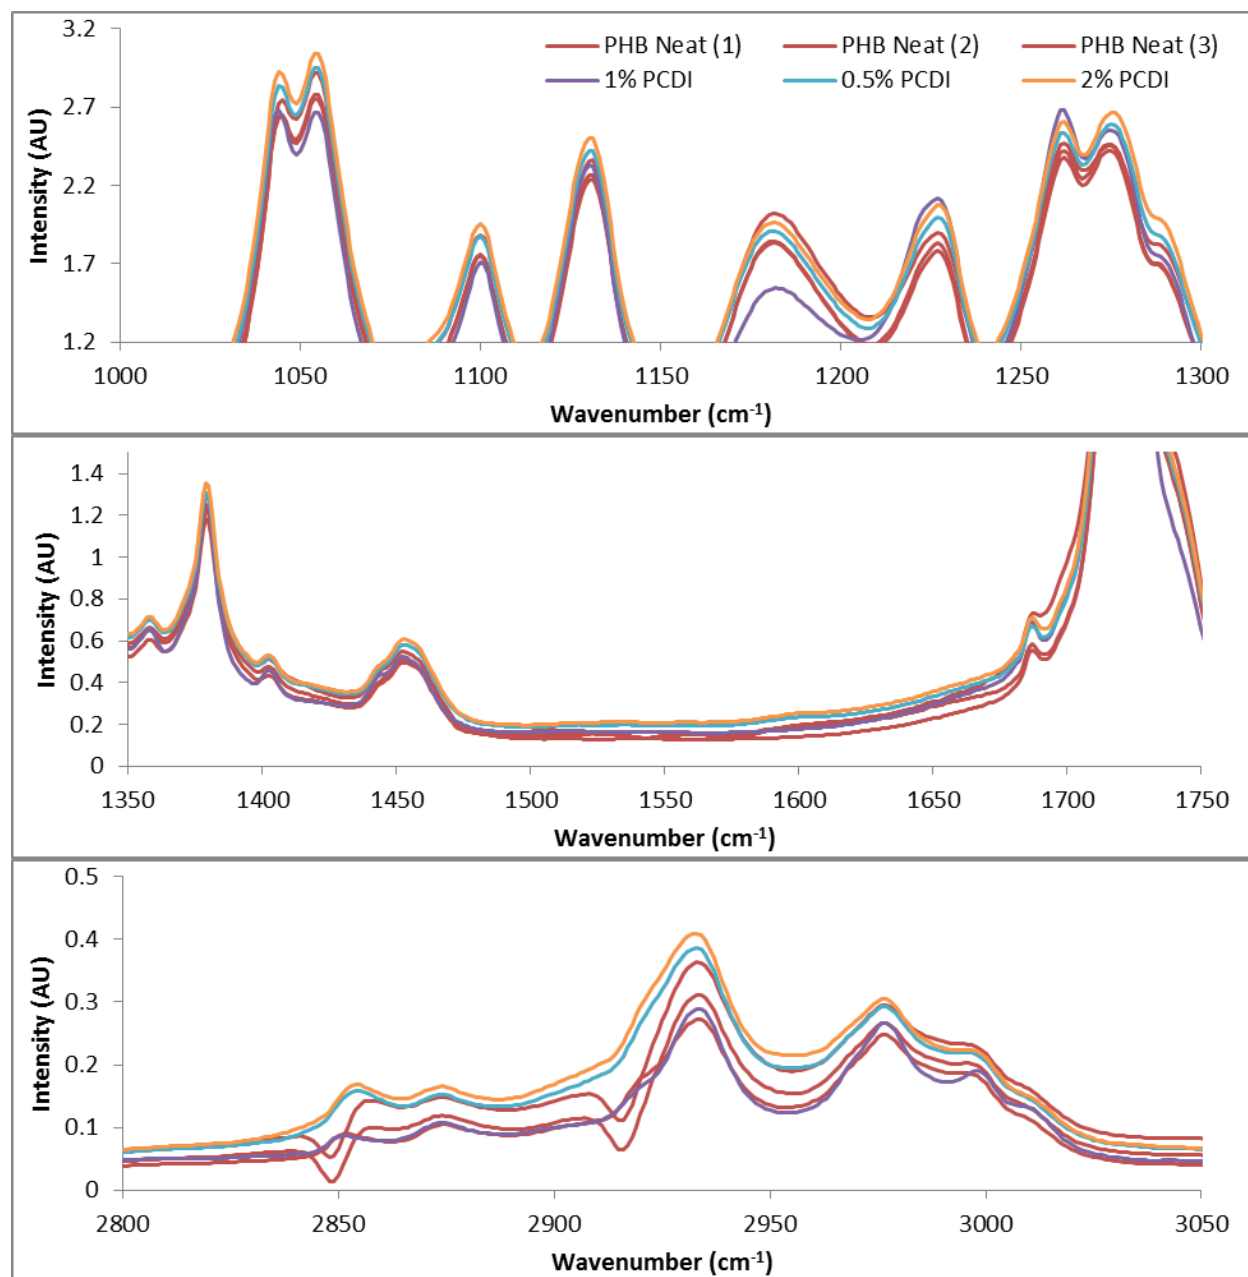 3.2
2.7
2.2
1.7
1.2
Intensity (AU)
PHB Neat (1) PHB Neat (2) PHB Neat (3)
1% PCDI 0.5% PCDI 2% PCDI
1000 1050 1100 1150 1200 1250 1300
Wavenumber (cm⁻¹)
1.4
1.2
1
0.8
0.6
0.4
0.2
0
Intensity (AU)
1350 1400 1450 1500 1550 1600 1650 1700 1750
Wavenumber (cm⁻¹)
0.5
0.4
0.3
0.2
0.1
0
Intensity (AU)
2800 2850 2900 2950 3000 3050
Wavenumber (cm⁻¹)